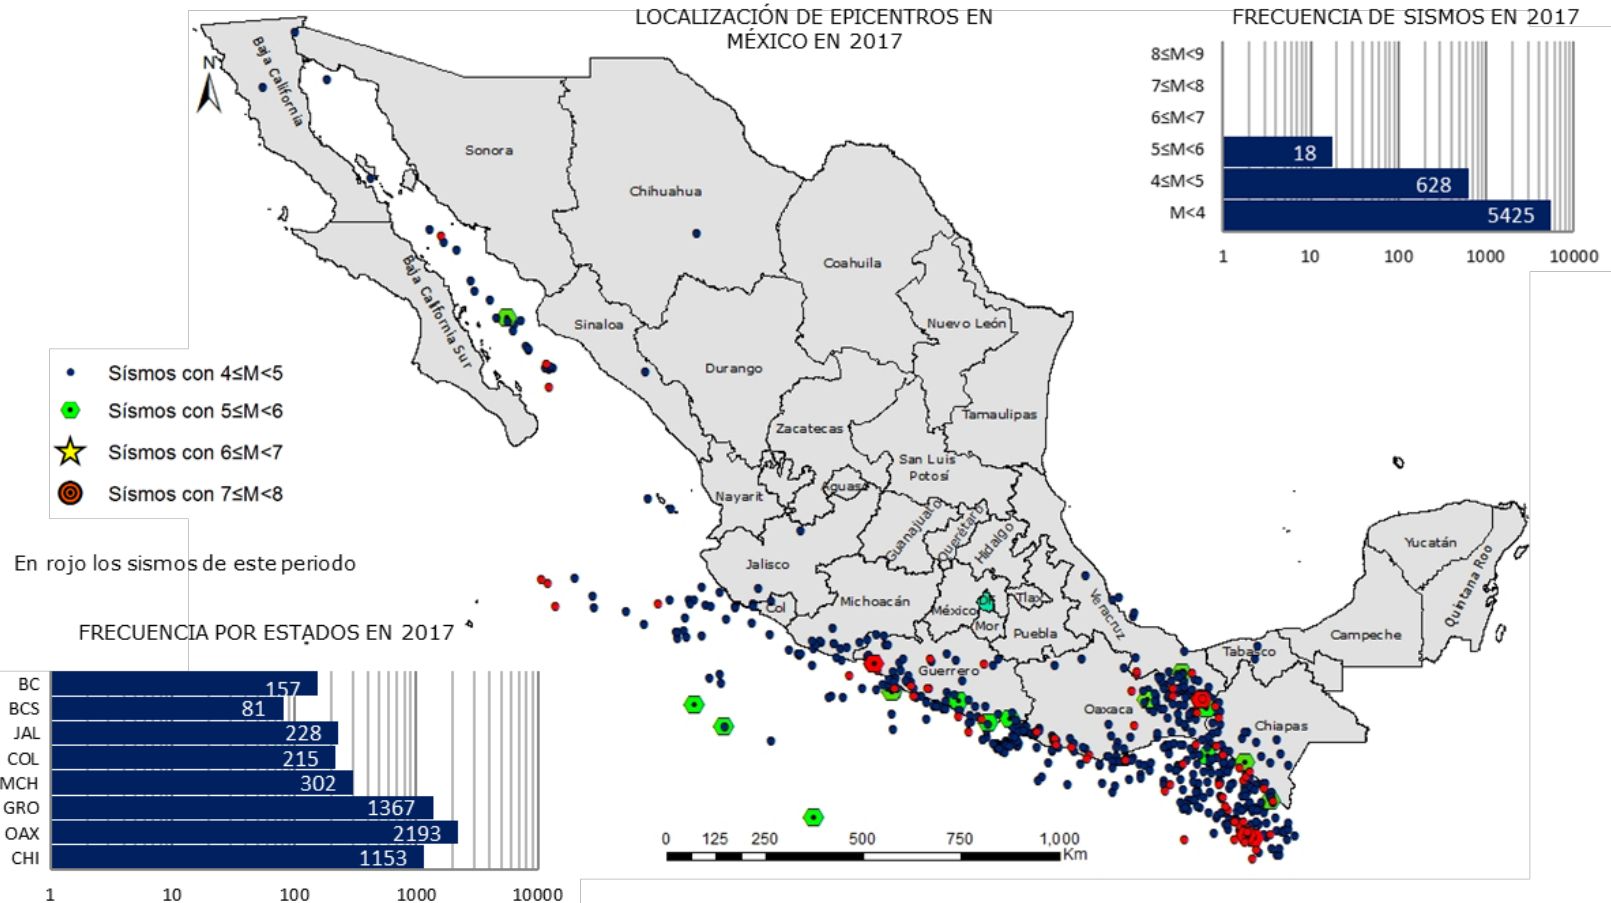 LOCALIZACIÓN DE EPICENTROS EN
MÉXICO EN 2017
FRECUENCIA DE SISMOS EN 2017
8≤M<9
7≤M<8
6≤M<7
5≤M<6
18
4≤M<5
628
M<4
5425
1
10
100
1000
10000
N
Baja California
Sonora
Chihuahua
Coahuila
Baja California Sur
Sinaloa
Nuevo León
Durango
Tamaulipas
Zacatecas
San Luis
Potosí
Nayarit
Aguasc
Guanajuato
Querétaro
Hidalgo
Jalisco
Yucatán
Quintana Roo
Col
Michoacán
México
DF
Tlax
Mor
Puebla
Veracruz
Campeche
Tabasco
Guerrero
Oaxaca
Chiapas
Sísmos con 4≤M<5
Sísmos con 5≤M<6
Sísmos con 6≤M<7
Sísmos con 7≤M<8
En rojo los sismos de este periodo
FRECUENCIA POR ESTADOS EN 2017
BC
157
BCS
81
JAL
228
COL
215
MCH
302
GRO
1367
OAX
2193
CHI
1153
1
10
100
1000
10000
0
125
250
500
750
1,000
Km